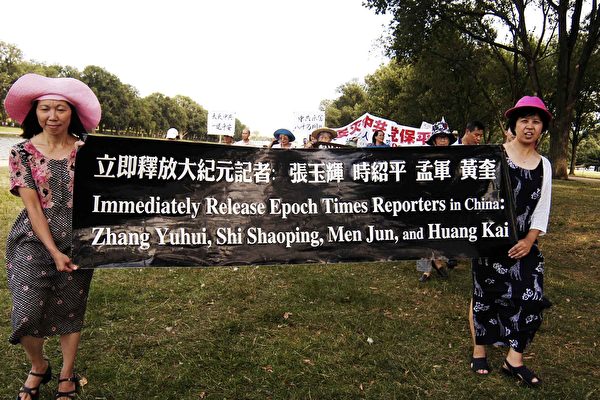 立即釋放大紀元記者: 張玉輝 時紹平 孟軍 黃奎
Immediately Release Epoch Times Reporters in China:
Zhang Yuhui, Shi Shaoping, Men Jun, and Huang Kai